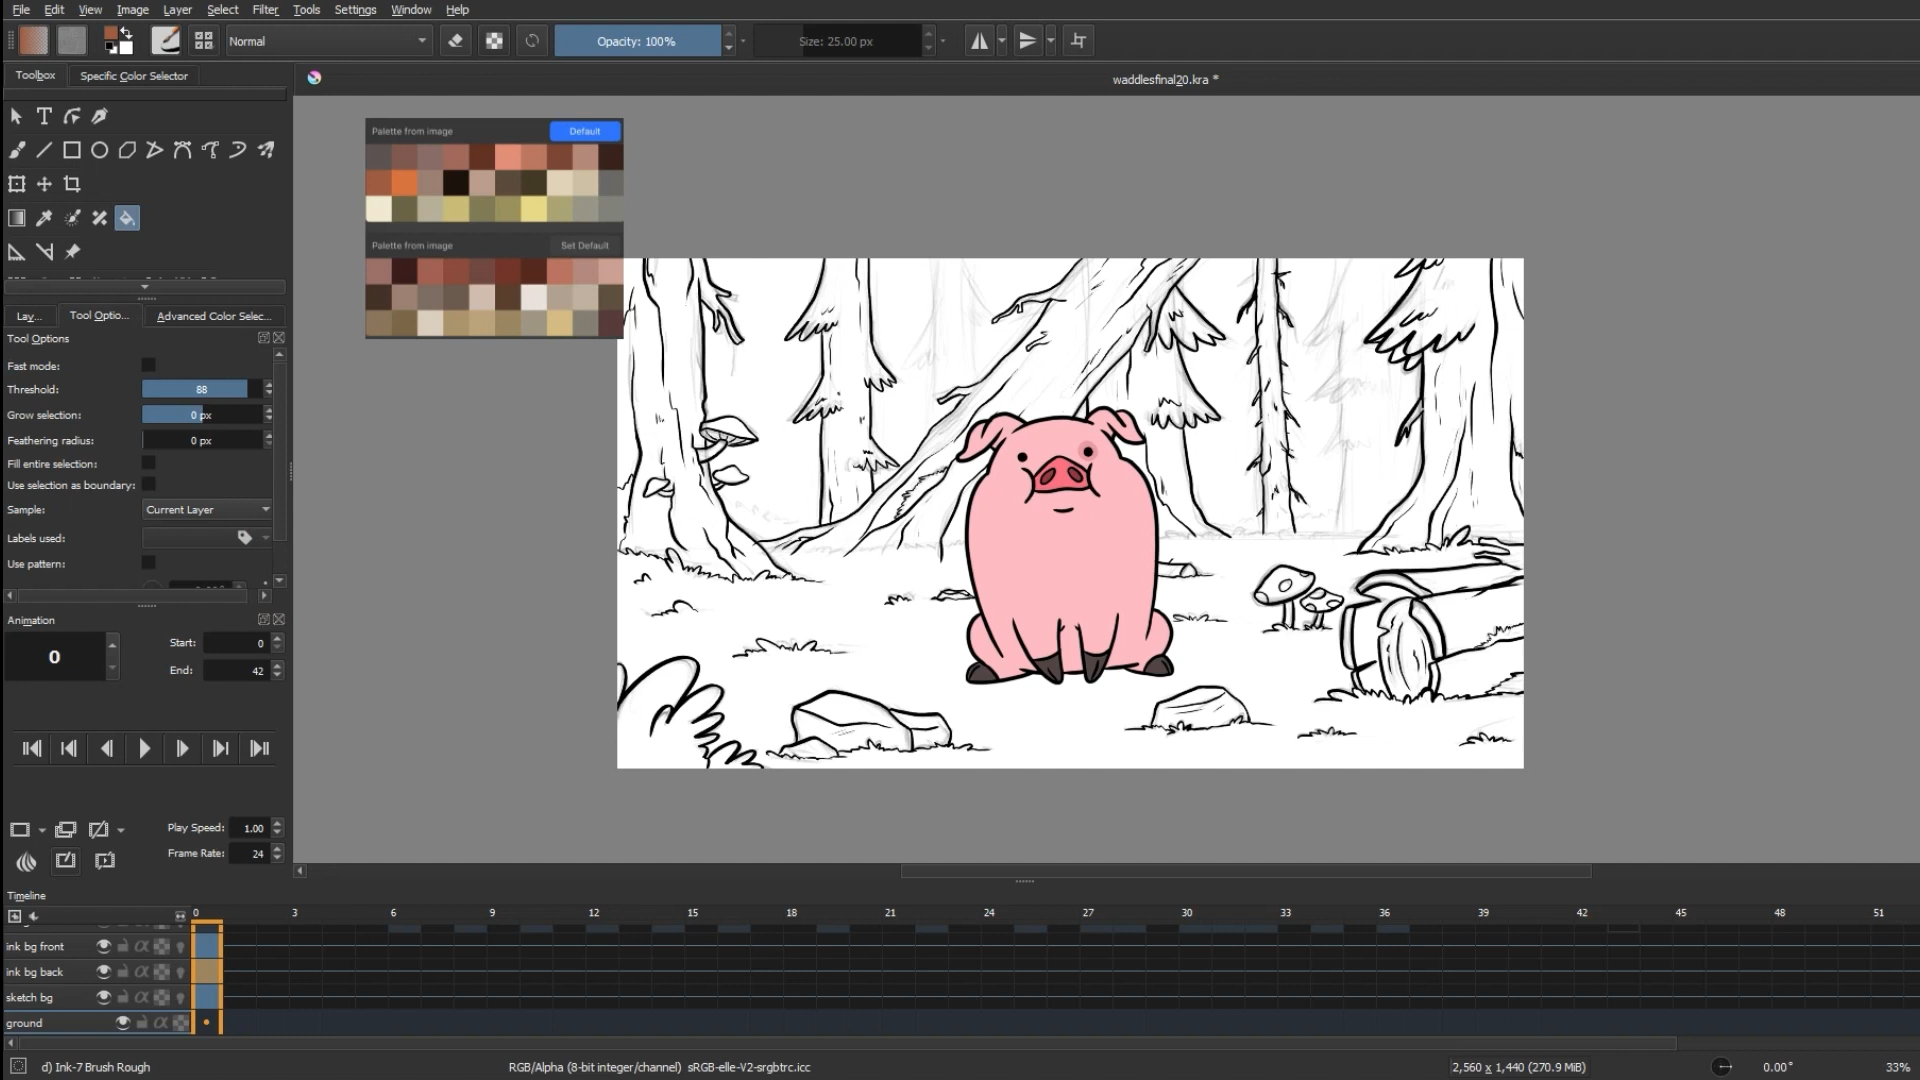 File Edit View Image Layer Select Filter Tools Settings Window Help
Normal Opacity: 100% Size: 25.00 px
Toolbox Specific Color Selector
waddlesfinal20.kra *
Palette from image Default
Palette from image Set Default
Lay... Tool Optio... Advanced Color Selec...
Tool Options
Fast mode:
Threshold: 88
Grow selection: 0 px
Feathering radius: 0 px
Fill entire selection:
Use selection as boundary:
Sample: Current Layer
Labels used:
Use pattern:
Animation
0
Start: 0
End: 42
Play Speed: 1.00
Frame Rate: 24
Timeline
0 3 6 9 12 15 18 21 24 27 30 33 36 39 42 45 48 51
ink bg front
ink bg back
sketch bg
ground
d) Ink-7 Brush Rough RGB/Alpha (8-bit integer/channel) sRGB-elle-V2-srgbtrc.icc 2,560 x 1,440 (270.9 MiB) 0.00° 33%